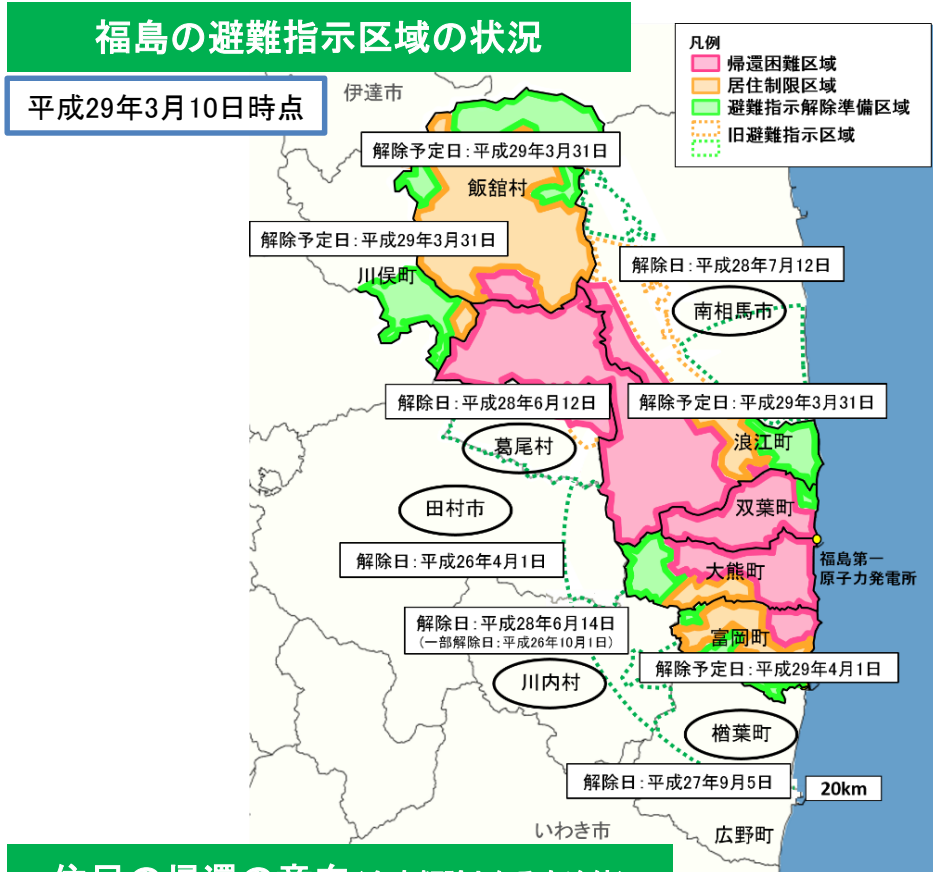 福島の避難指示区域の状況
平成29年3月10日時点
凡例
帰還困難区域
居住制限区域
避難指示解除準備区域
旧避難指示区域
伊達市
解除予定日：平成29年3月31日
飯舘村
解除予定日：平成29年3月31日
川俣町
解除日：平成28年7月12日
南相馬市
解除日：平成28年6月12日
解除予定日：平成29年3月31日
葛尾村
浪江町
田村市
双葉町
解除日：平成26年4月1日
福島第一
原子力発電所
大熊町
解除日：平成28年6月14日
（一部解除日：平成26年10月1日）
富岡町
解除予定日：平成29年4月1日
川内村
楢葉町
解除日：平成27年9月5日
20km
いわき市
広野町